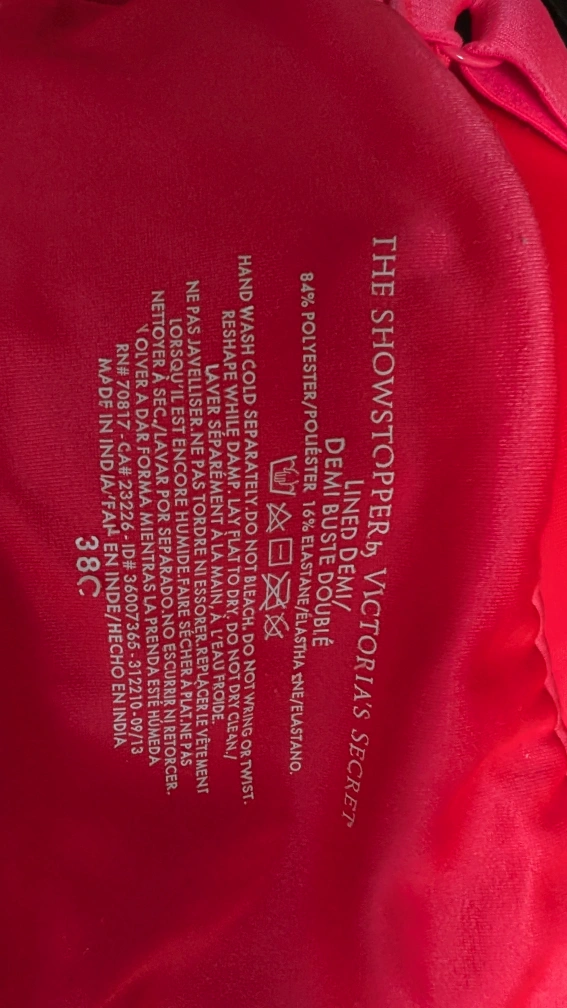 THE SHOWSTOPPER by VICTORIA'S SECRET
LINED DEMI/
DEMI BUSTE DOUBLÉ
84% POLYESTER/POLIÉSTER, 16% ELASTANE/ÉLASTHANNE/ELASTANO.
HAND WASH COLD SEPARATELY. DO NOT BLEACH. DO NOT WRING OR TWIST.
RESHAPE WHILE DAMP. LAY FLAT TO DRY. DO NOT DRY CLEAN./
LAVER SÉPARÉMENT À LA MAIN, À L'EAU FROIDE.
NE PAS JAVELLISER.NE PAS TORDRE NI ESSORER.REPLACER LE VÊTEMENT
LORSQU'IL EST ENCORE HUMIDE.FAIRE SÉCHER À PLAT.NE PAS
NETTOYER À SEC./LAVAR POR SEPARADO.NO ESCURRIR NI RETORCER.
VOLVER A DAR FORMA MIENTRAS LA PRENDA ESTÉ HÚMEDA
RN# 70817 - CA# 23226 - ID# 36007365 - 312210 - 09/13
MADE IN INDIA/FAIT EN INDE/HECHO EN INDIA
38C